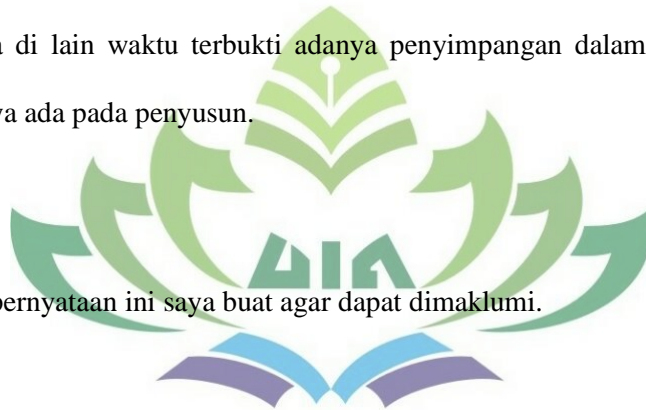 a di lain waktu terbukti adanya penyimpangan dalam
ya ada pada penyusun.
UIN
pernyataan ini saya buat agar dapat dimaklumi.